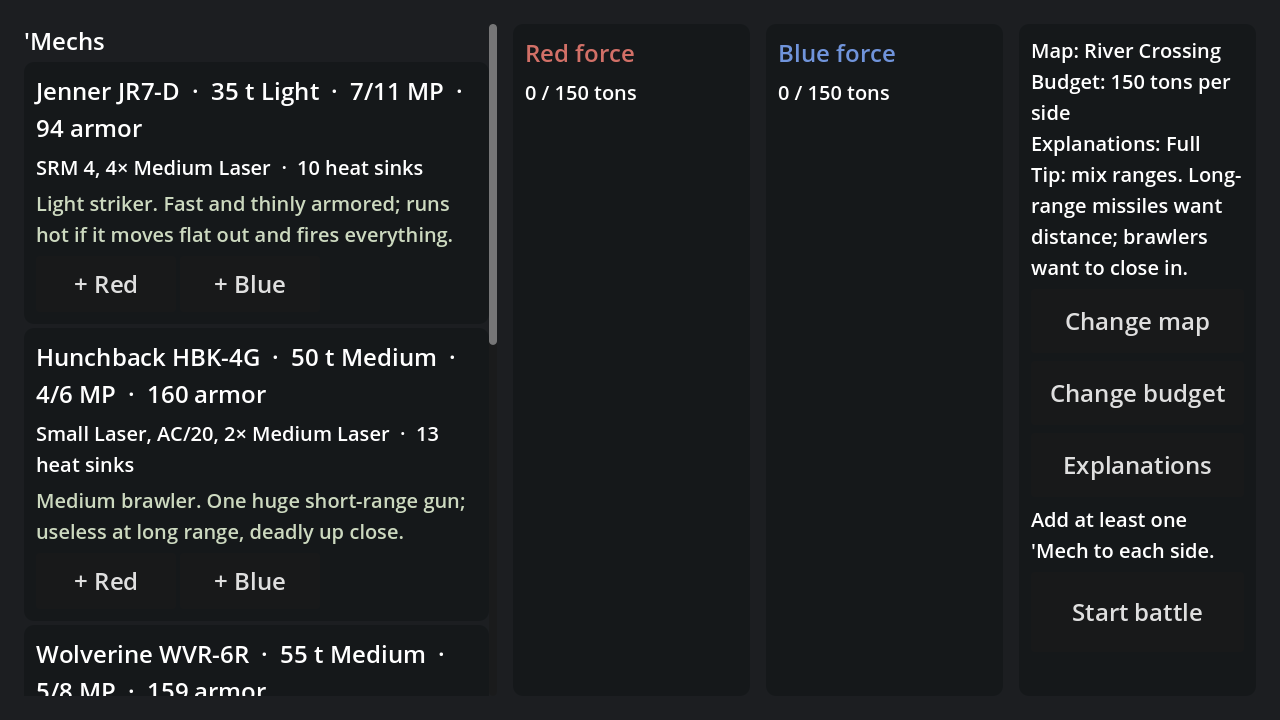 'Mechs
Jenner JR7-D · 35 t Light · 7/11 MP ·
94 armor
SRM 4, 4× Medium Laser · 10 heat sinks
Light striker. Fast and thinly armored; runs
hot if it moves flat out and fires everything.
+ Red
+ Blue
Hunchback HBK-4G · 50 t Medium ·
4/6 MP · 160 armor
Small Laser, AC/20, 2× Medium Laser · 13
heat sinks
Medium brawler. One huge short-range gun;
useless at long range, deadly up close.
+ Red
+ Blue
Wolverine WVR-6R · 55 t Medium ·
5/8 MP · 159 armor
Red force
0 / 150 tons
Blue force
0 / 150 tons
Map: River Crossing
Budget: 150 tons per
side
Explanations: Full
Tip: mix ranges. Long-
range missiles want
distance; brawlers
want to close in.
Change map
Change budget
Explanations
Add at least one
'Mech to each side.
Start battle